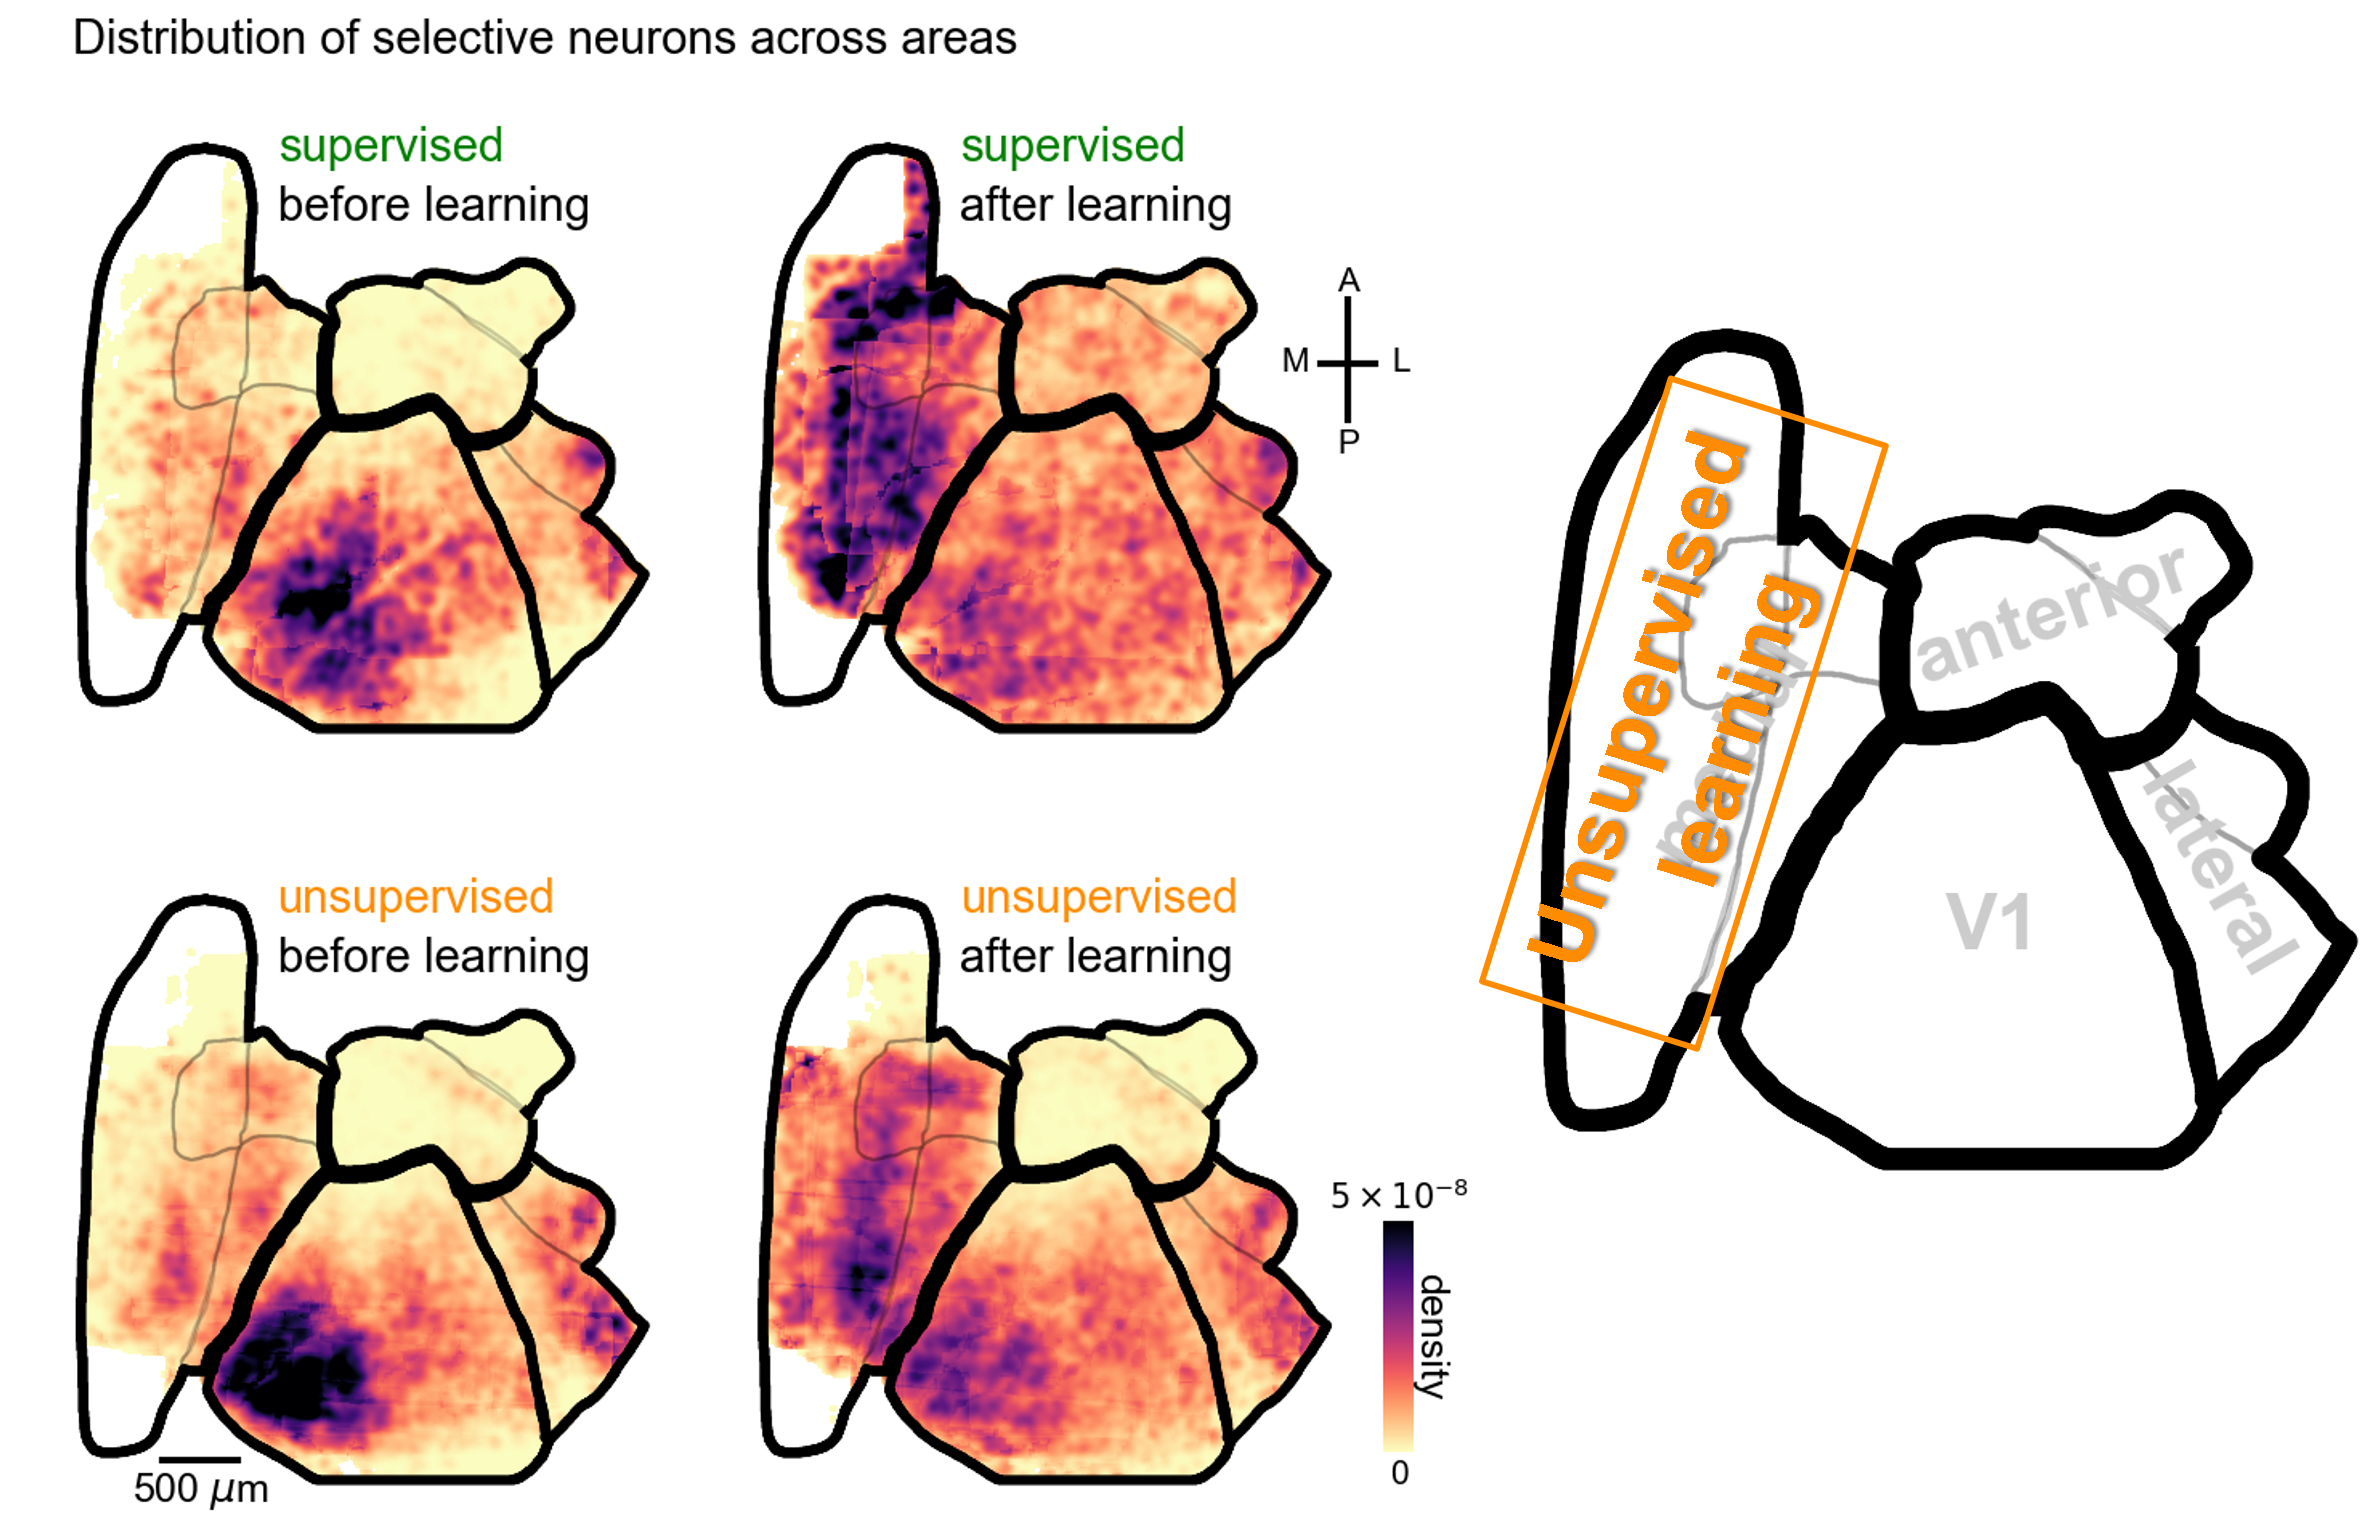 Distribution of selective neurons across areas
supervised
before learning
supervised
after learning
A
M
L
P
unsupervised
before learning
unsupervised
after learning
500 μm
5 × 10⁻⁸
density
0
Unsupervised
learning
medial
anterior
lateral
V1